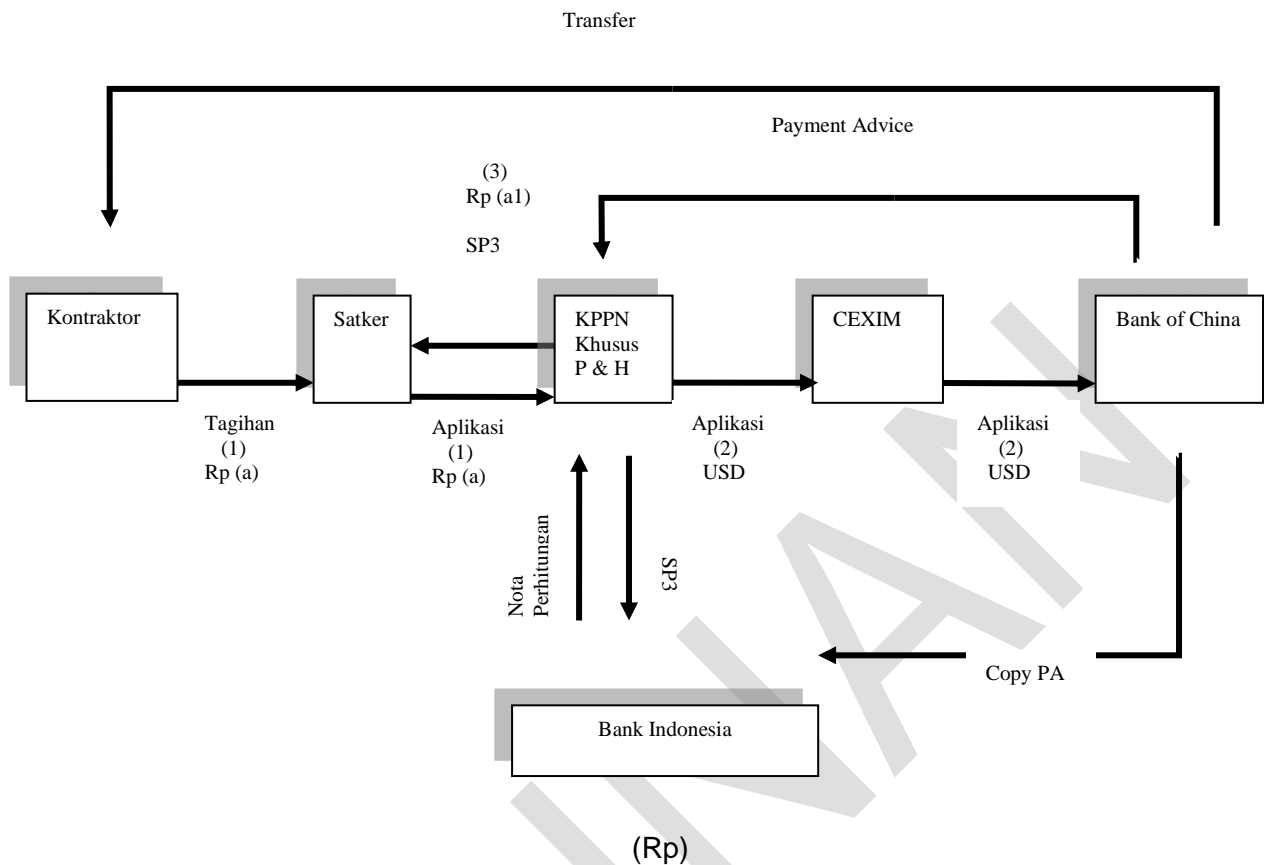 Transfer
Payment Advice
(3)
Rp (a1)
SP3
Kontraktor
Satker
KPPN
Khusus
P & H
CEXIM
Bank of China
Tagihan
(1)
Rp (a)
Aplikasi
(1)
Rp (a)
Aplikasi
(2)
USD
Aplikasi
(2)
USD
Nota
Perhitungan
SP3
Copy PA
Bank Indonesia
(Rp)